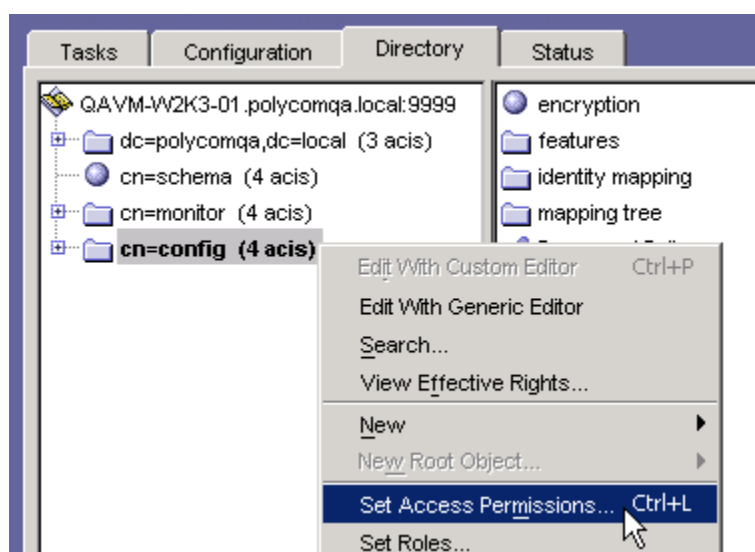 Tasks
Configuration
Directory
Status
QAVM-W2K3-01.polycomqa.local:9999
dc=polycomqa,dc=local (3 acis)
cn=schema (4 acis)
cn=monitor (4 acis)
cn=config (4 acis)
encryption
features
identity mapping
mapping tree
Edit With Custom Editor Ctrl+P
Edit With Generic Editor
Search...
View Effective Rights...
New
New Root Object...
Set Access Permissions... Ctrl+L
Set Roles...